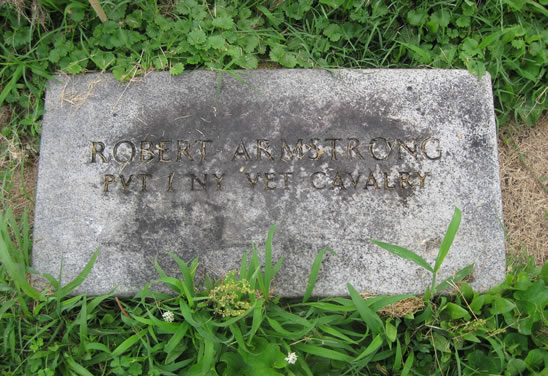 ROBERT ARMSTRONG
PVT 1 NY VET CAVALRY